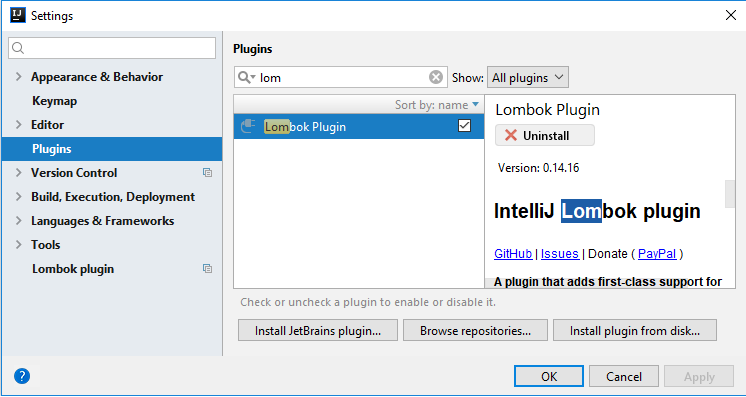 IJ
Settings
Appearance & Behavior
Keymap
Editor
Plugins
Version Control
Build, Execution, Deployment
Languages & Frameworks
Tools
Lombok plugin
Plugins
lom
Show: All plugins
Sort by: name
Lombok Plugin
Lombok Plugin
Uninstall
Version: 0.14.16
IntelliJ Lombok plugin
GitHub | Issues | Donate ( PayPal )
A plugin that adds first-class support for
Check or uncheck a plugin to enable or disable it.
Install JetBrains plugin...
Browse repositories...
Install plugin from disk...
?
OK
Cancel
Apply